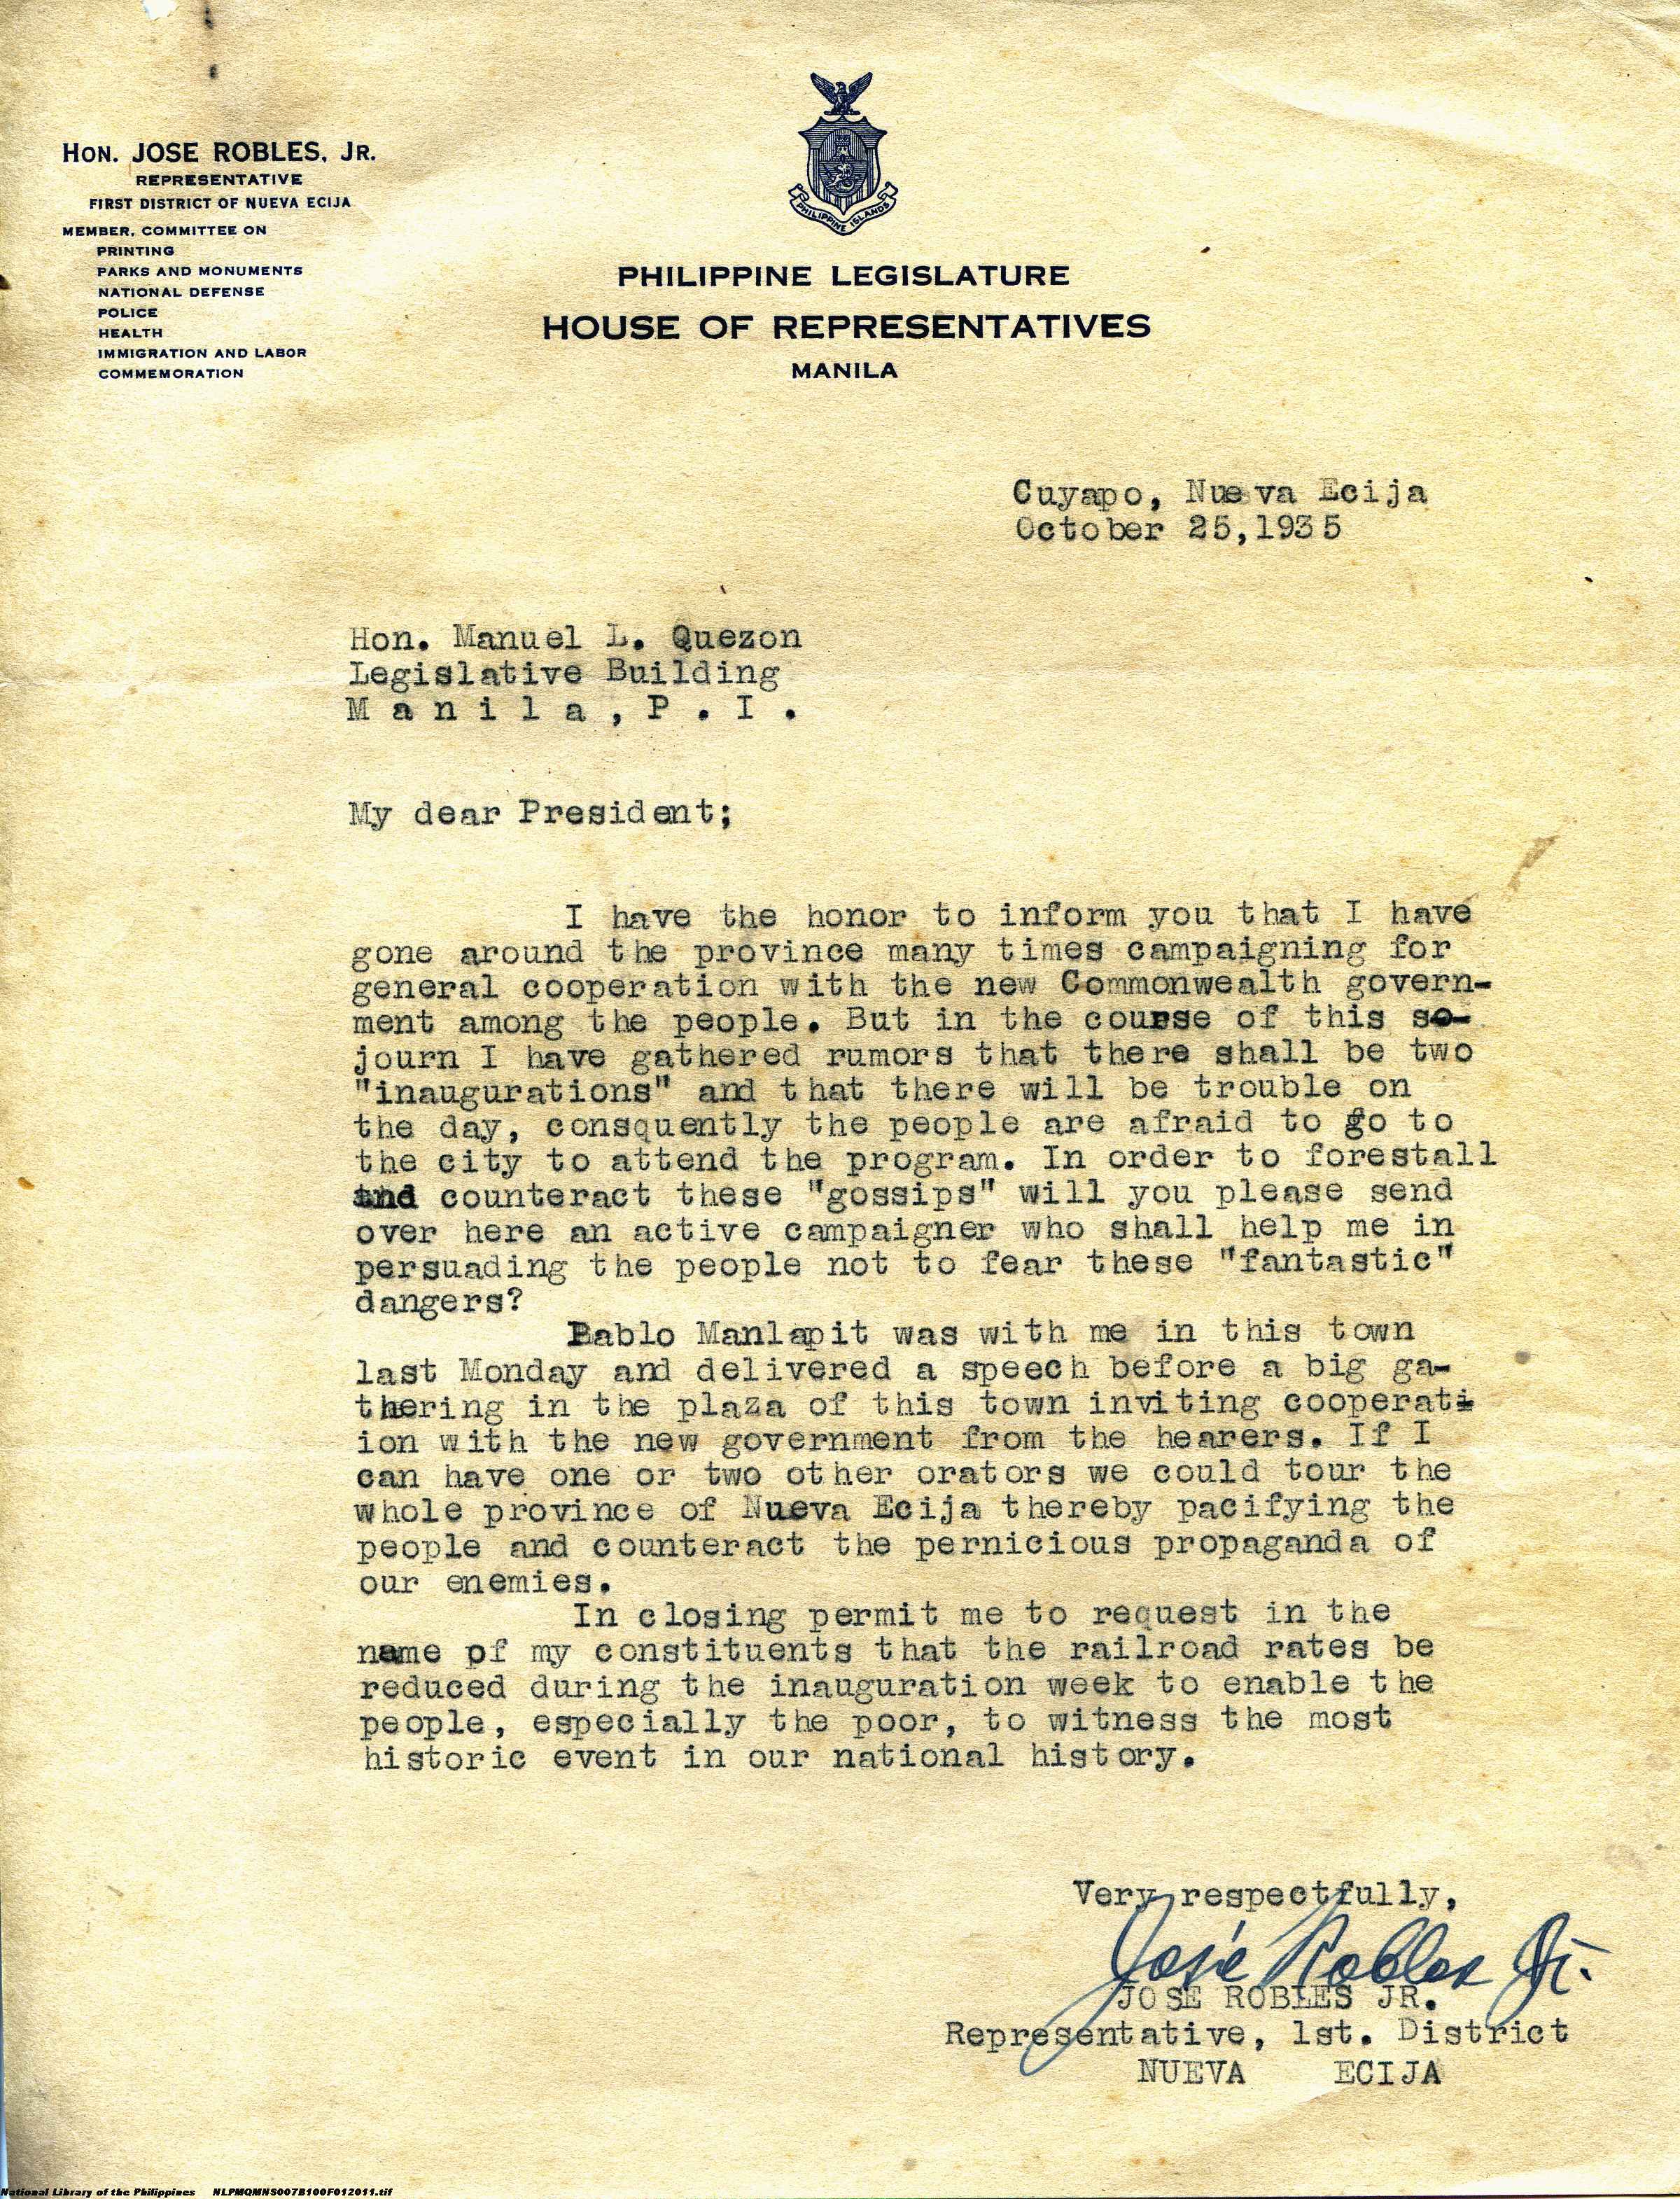 HON. JOSE ROBLES, JR.
REPRESENTATIVE
FIRST DISTRICT OF NUEVA ECIJA
MEMBER, COMMITTEE ON
PRINTING
PARKS AND MONUMENTS
NATIONAL DEFENSE
POLICE
HEALTH
IMMIGRATION AND LABOR
COMMEMORATION
PHILIPPINE ISLANDS
PHILIPPINE LEGISLATURE
HOUSE OF REPRESENTATIVES
MANILA
Cuyapo, Nueva Ecija
October 25,1935
Hon. Manuel L. Quezon
Legislative Building
M a n i l a , P . I .
My dear President;
I have the honor to inform you that I have
gone around the province many times campaigning for
general cooperation with the new Commonwealth govern-
ment among the people. But in the course of this so-
journ I have gathered rumors that there shall be two
"inaugurations" and that there will be trouble on
the day, consquently the people are afraid to go to
the city to attend the program. In order to forestall
and counteract these "gossips" will you please send
over here an active campaigner who shall help me in
persuading the people not to fear these "fantastic"
dangers?
Pablo Manlapit was with me in this town
last Monday and delivered a speech before a big ga-
thering in the plaza of this town inviting cooperat-
ion with the new government from the hearers. If I
can have one or two other orators we could tour the
whole province of Nueva Ecija thereby pacifying the
people and counteract the pernicious propaganda of
our enemies.
In closing permit me to request in the
name of my constituents that the railroad rates be
reduced during the inauguration week to enable the
people, especially the poor, to witness the most
historic event in our national history.
Very respectfully,
José Robles Jr.
JOSE ROBLES JR.
Representative, 1st. District
NUEVA ECIJA
National Library of the Philippines NLPMQMNS007B100F012011.tif